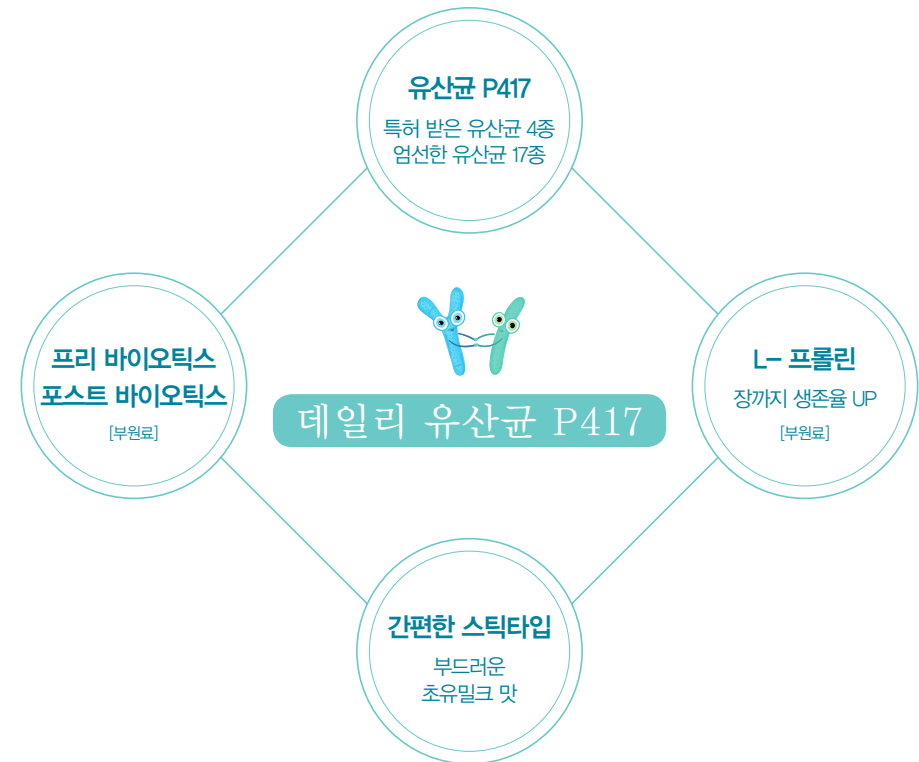 유산균 P417
특허 받은 유산균 4종
엄선한 유산균 17종
프리 바이오틱스
포스트 바이오틱스
[부원료]
데일리 유산균 P417
L- 프롤린
장까지 생존율 UP
[부원료]
간편한 스틱타입
부드러운
초유밀크 맛